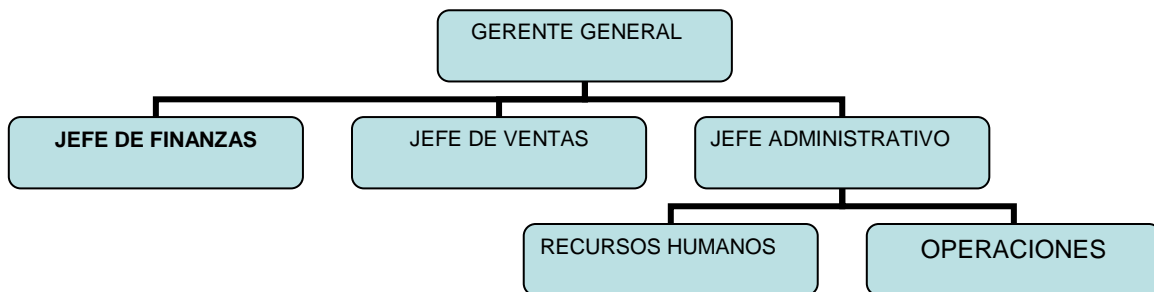 GERENTE GENERAL
JEFE DE FINANZAS
JEFE DE VENTAS
JEFE ADMINISTRATIVO
RECURSOS HUMANOS
OPERACIONES